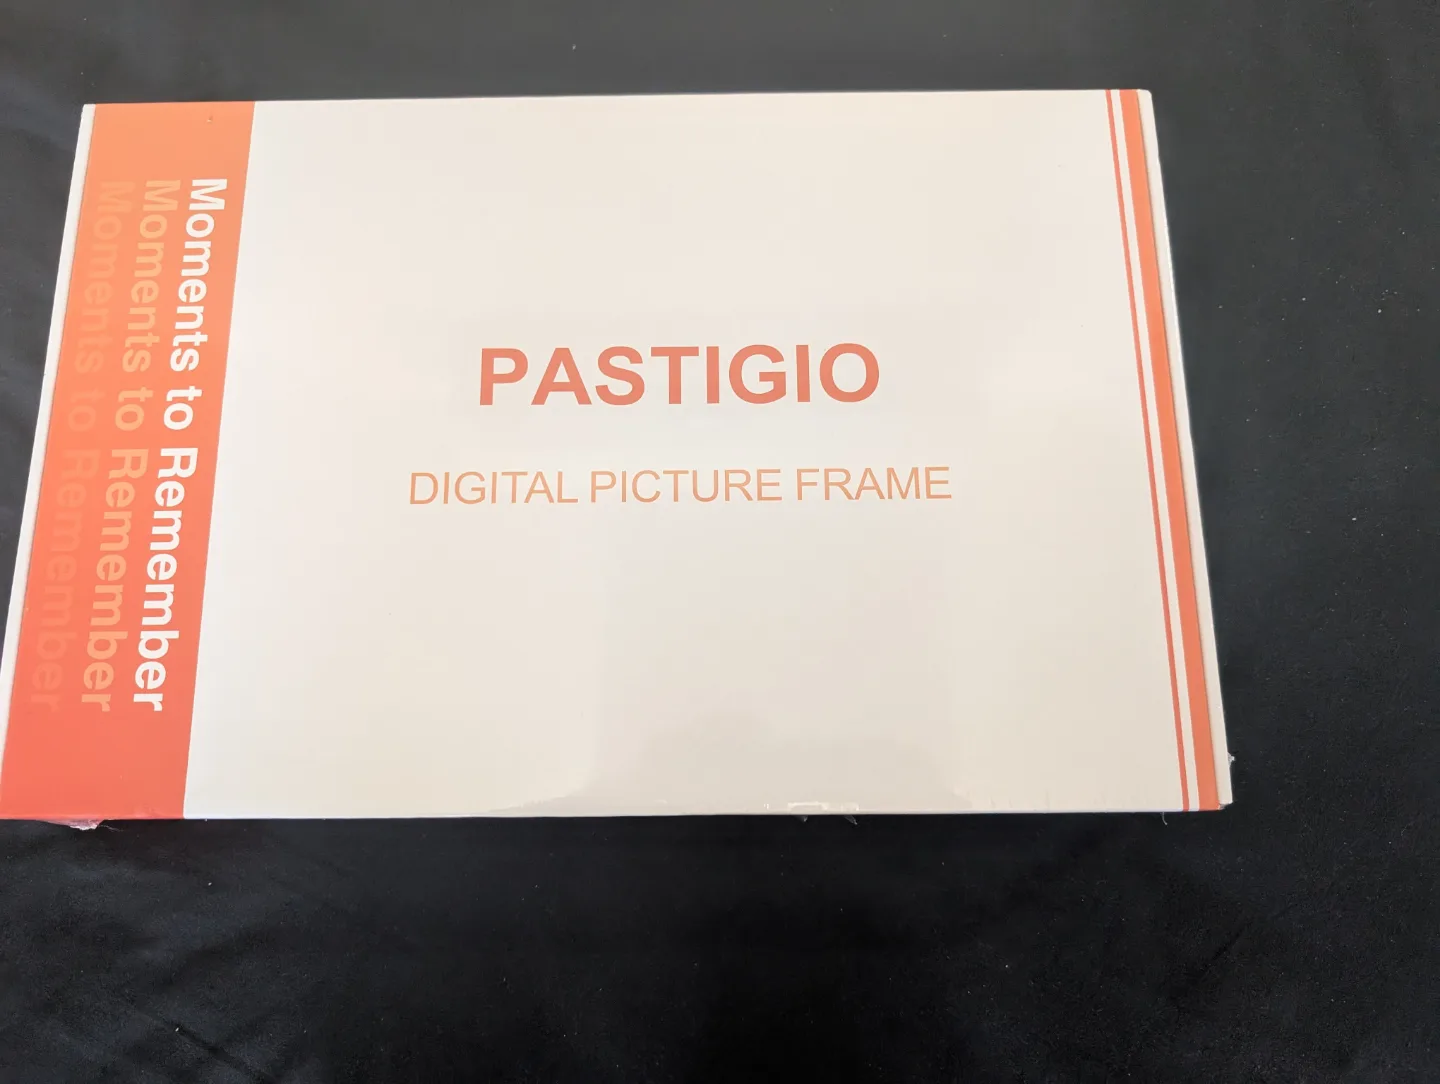 Moments to Remember
Moments to Remember
Moments to Remember
PASTIGIO
DIGITAL PICTURE FRAME